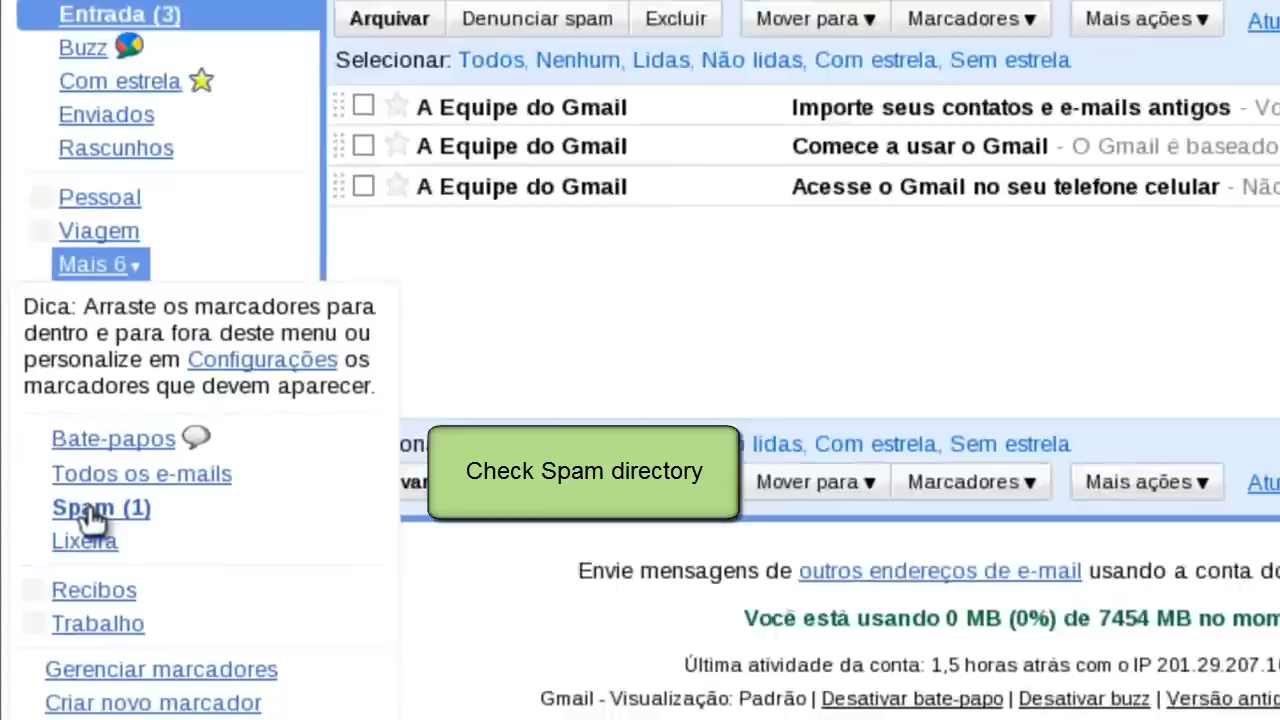 Entrada (3)
Buzz
Com estrela
Enviados
Rascunhos
Pessoal
Viagem
Mais 6▼
Dica: Arraste os marcadores para
dentro e para fora deste menu ou
personalize em Configurações os
marcadores que devem aparecer.
Bate-papos
Todos os e-mails
Spam (1)
Lixeira
Recibos
Trabalho
Gerenciar marcadores
Criar novo marcador
Arquivar Denunciar spam Excluir Mover para ▼ Marcadores ▼ Mais ações ▼
Selecionar: Todos, Nenhum, Lidas, Não lidas, Com estrela, Sem estrela
A Equipe do Gmail Importe seus contatos e e-mails antigos -
A Equipe do Gmail Comece a usar o Gmail - O Gmail é baseado
A Equipe do Gmail Acesse o Gmail no seu telefone celular -
lidas, Com estrela, Sem estrela
Check Spam directory
Mover para ▼ Marcadores ▼ Mais ações ▼
Envie mensagens de outros endereços de e-mail usando a conta
Você está usando 0 MB (0%) de 7454 MB no
Última atividade da conta: 1,5 horas atrás com o IP 201.29.207.
Gmail - Visualização: Padrão | Desativar bate-papo | Desativar buzz | Versão